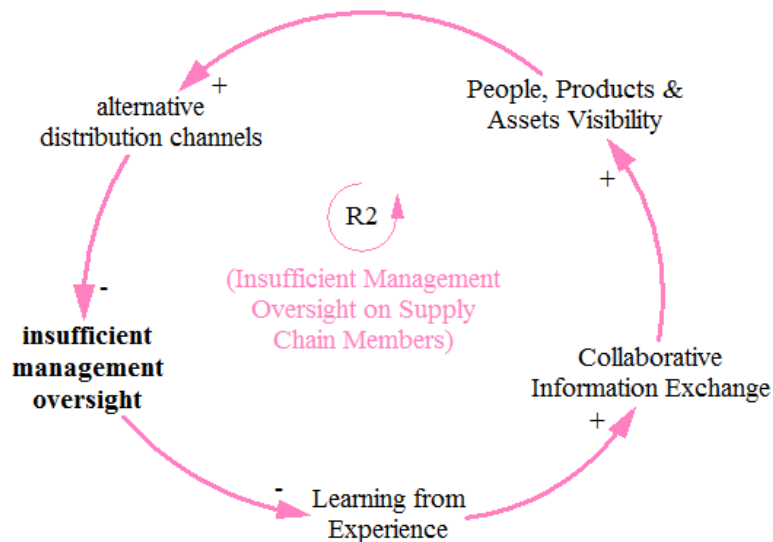 +
alternative
distribution channels
People, Products &
Assets Visibility
+
R2
(Insufficient Management
Oversight on Supply
Chain Members)
-
insufficient
management
oversight
Collaborative
Information Exchange
+
-
Learning from
Experience